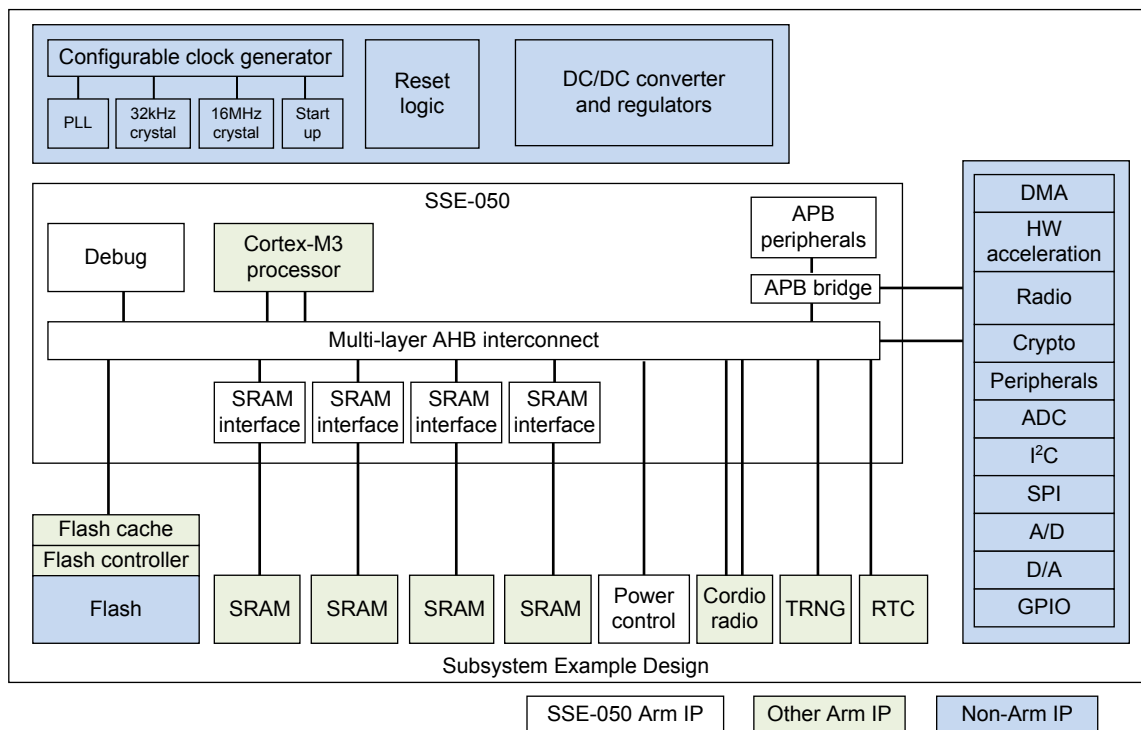 Configurable clock generator
PLL
32kHz
crystal
16MHz
crystal
Start
up
Reset
logic
DC/DC converter
and regulators
SSE-050
Debug
Cortex-M3
processor
APB
peripherals
APB bridge
Multi-layer AHB interconnect
SRAM
interface
SRAM
interface
SRAM
interface
SRAM
interface
DMA
HW
acceleration
Radio
Crypto
Peripherals
ADC
I²C
SPI
A/D
D/A
GPIO
Flash cache
Flash controller
Flash
SRAM
SRAM
SRAM
SRAM
Power
control
Cordio
radio
TRNG
RTC
Subsystem Example Design
SSE-050 Arm IP
Other Arm IP
Non-Arm IP